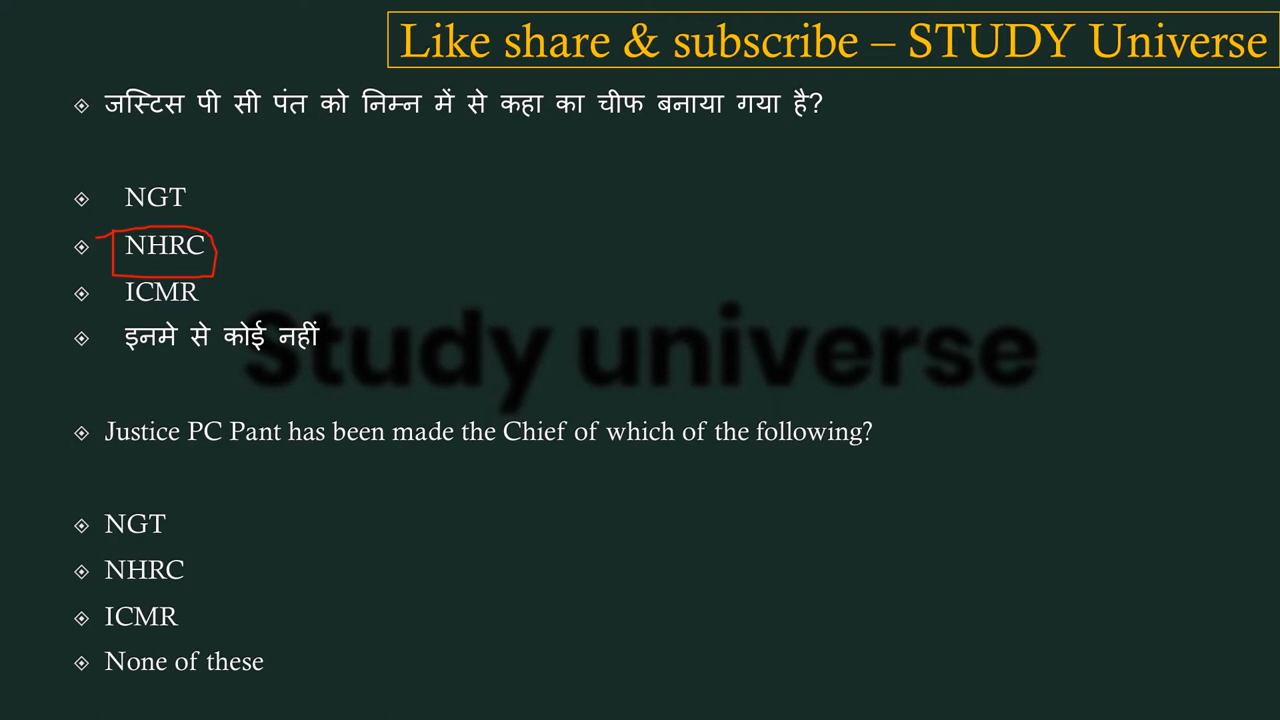 Like share & subscribe – STUDY Universe
जस्टिस पी सी पंत को निम्न में से कहा का चीफ बनाया गया है?
NGT
NHRC
ICMR
इनमे से कोई नहीं
Study universe
Justice PC Pant has been made the Chief of which of the following?
NGT
NHRC
ICMR
None of these